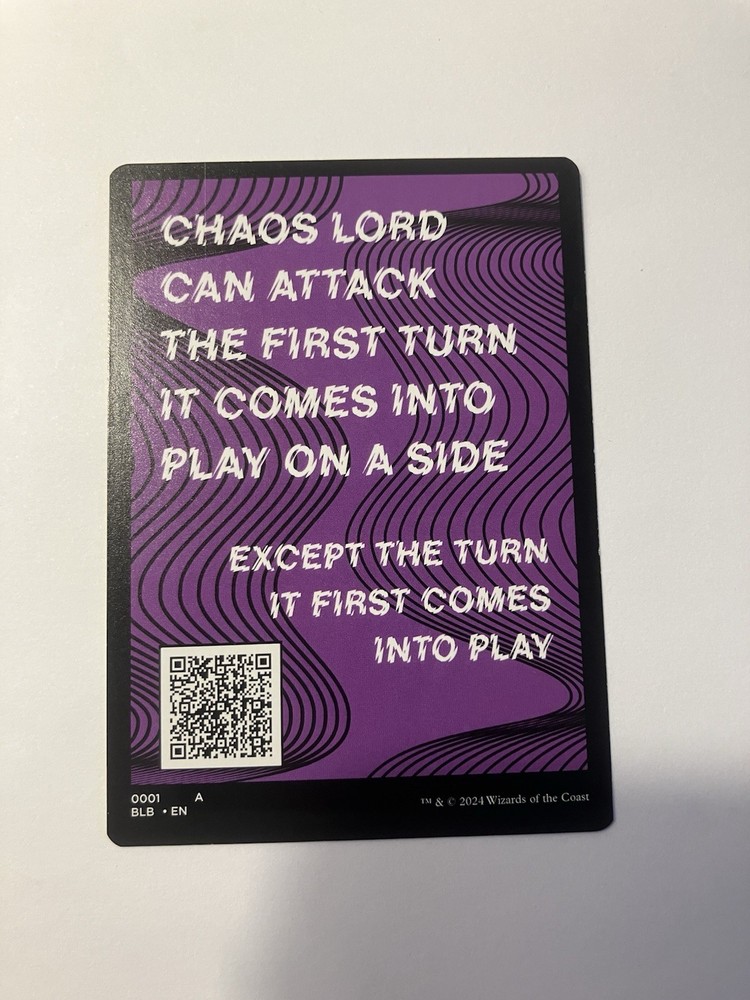 CHAOS LORD
CAN ATTACK
THE FIRST TURN
IT COMES INTO
PLAY ON A SIDE
EXCEPT THE TURN
IT FIRST COMES
INTO PLAY
0001 A
BLB • EN
™ & © 2024 Wizards of the Coast